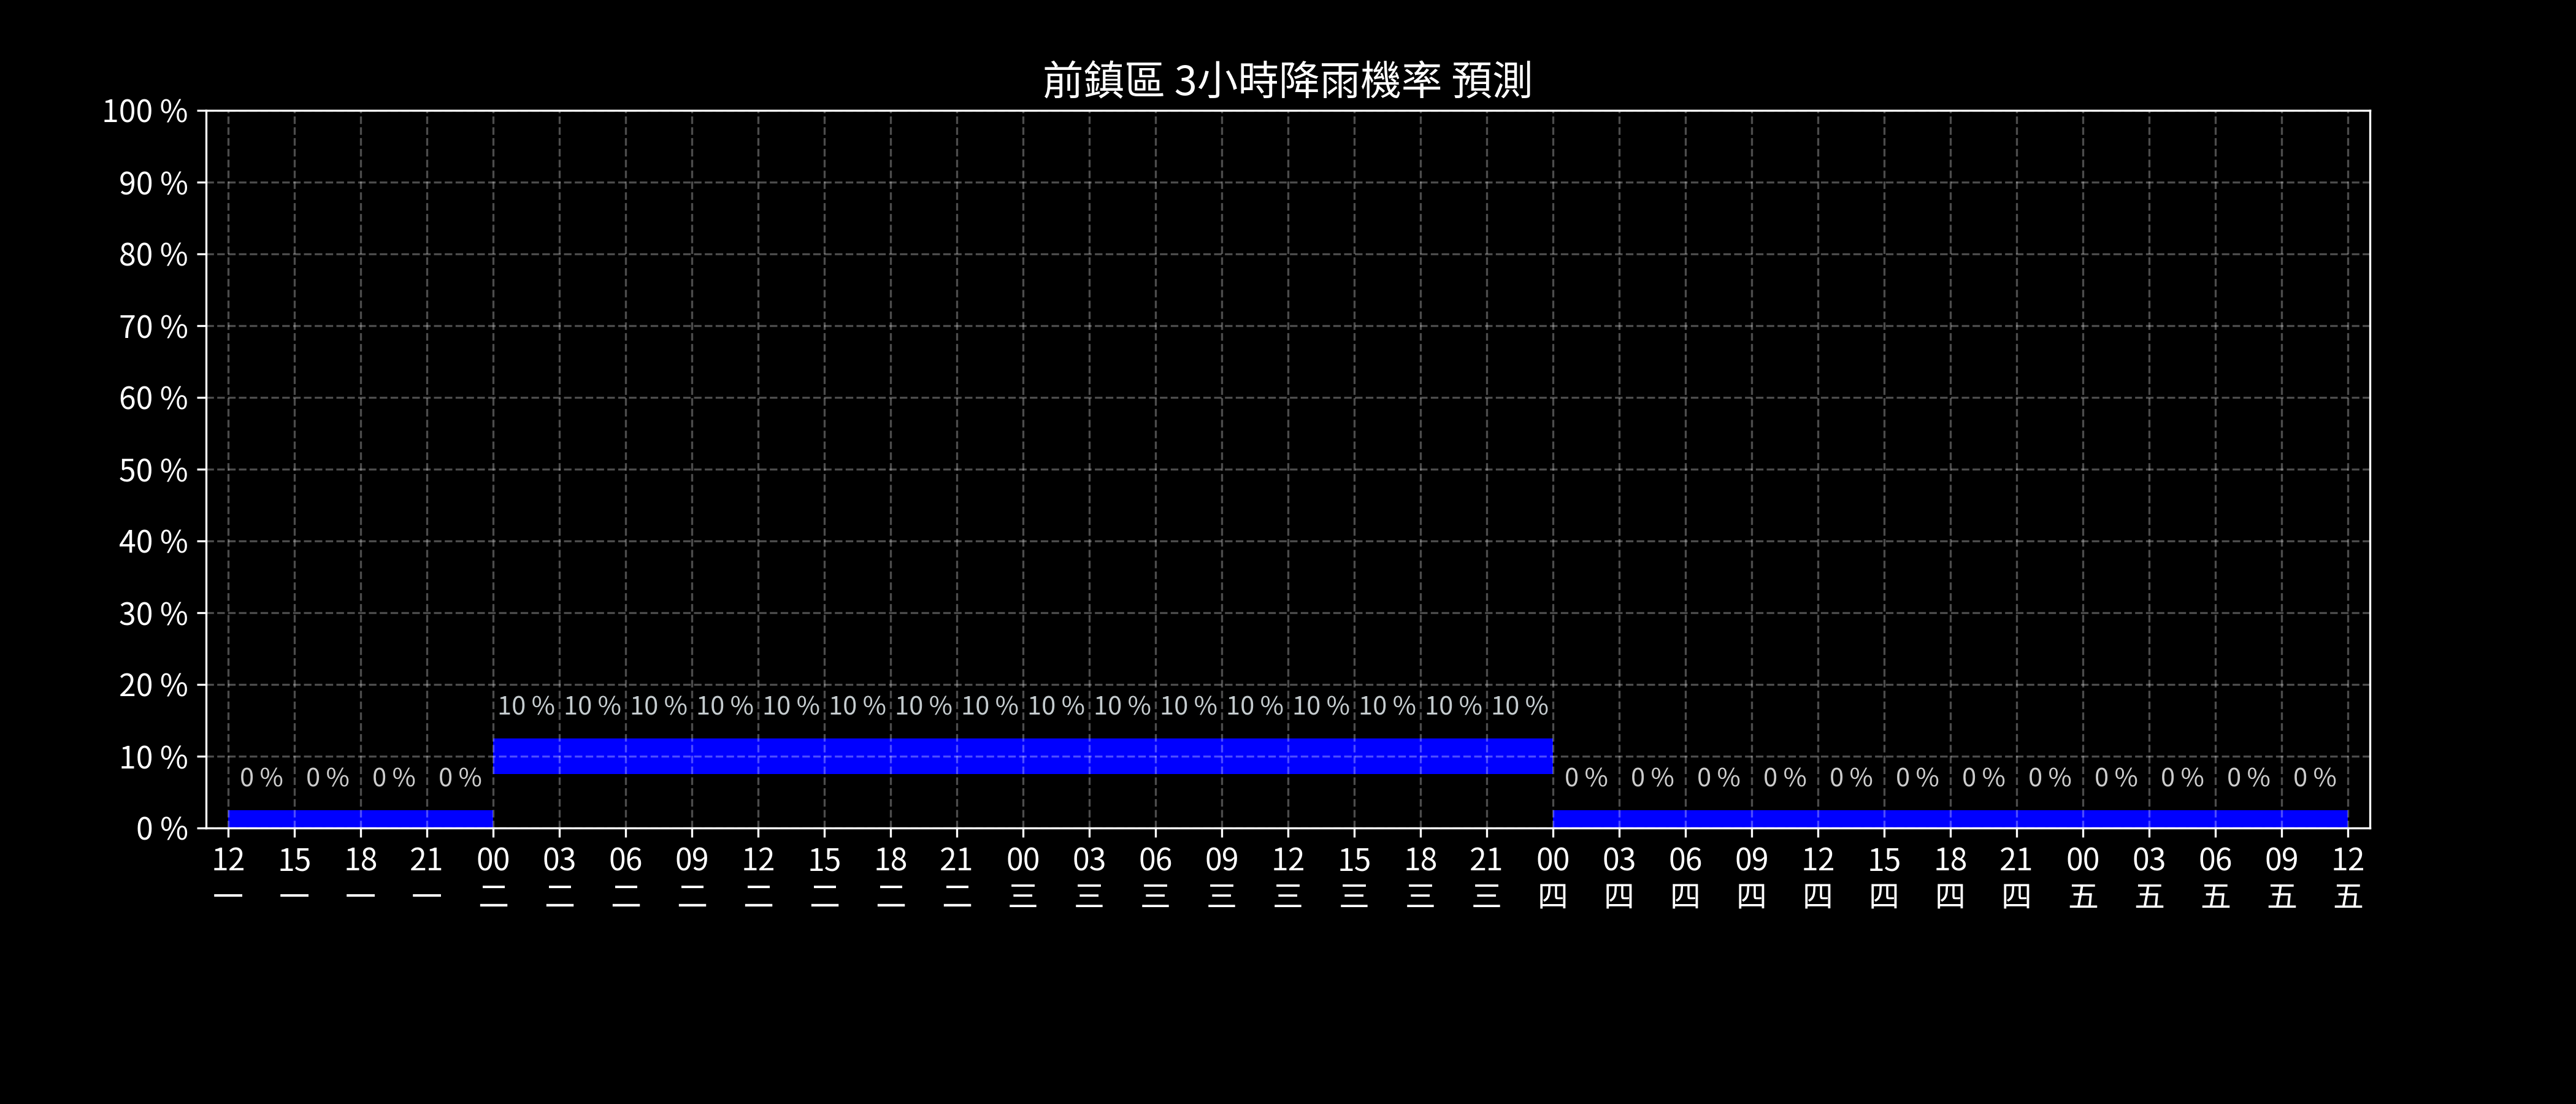 前鎮區 3小時降雨機率 預測
100 %
90 %
80 %
70 %
60 %
50 %
40 %
30 %
20 %
10 %
0 %
10 % 10 % 10 % 10 % 10 % 10 % 10 % 10 % 10 % 10 % 10 % 10 % 10 % 10 % 10 % 10 %
0 % 0 % 0 % 0 % 0 % 0 % 0 % 0 % 0 % 0 % 0 % 0 % 0 % 0 % 0 % 0 %
12 15 18 21 00 03 06 09 12 15 18 21 00 03 06 09 12 15 18 21 00 03 06 09 12 15 18 21 00 03 06 09 12
一 一 一 一 二 二 二 二 二 二 二 二 三 三 三 三 三 三 三 三 四 四 四 四 四 四 四 四 五 五 五 五 五